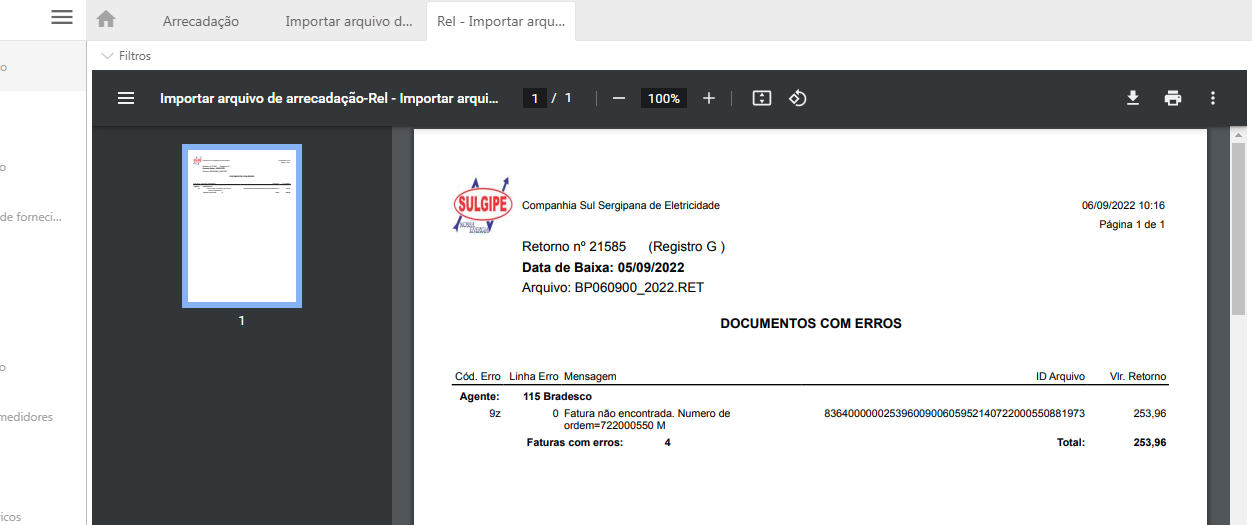 Arrecadação
Importar arquivo d...
Rel - Importar arqu...
Filtros
o
o
de forneci...
o
medidores
icos
Importar arquivo de arrecadação-Rel - Importar arqui...
1 / 1
100%
1
SULGIPE
NOSSA ENERGIA
Companhia Sul Sergipana de Eletricidade
06/09/2022 10:16
Página 1 de 1
Retorno nº 21585 (Registro G )
Data de Baixa: 05/09/2022
Arquivo: BP060900_2022.RET
DOCUMENTOS COM ERROS
Cód. Erro Linha Erro Mensagem ID Arquivo Vlr. Retorno
Agente: 115 Bradesco
9z 0 Fatura não encontrada. Numero de 83640000002539600900605952140722000550881973 253,96
ordem=722000550 M
Faturas com erros: 4 Total: 253,96